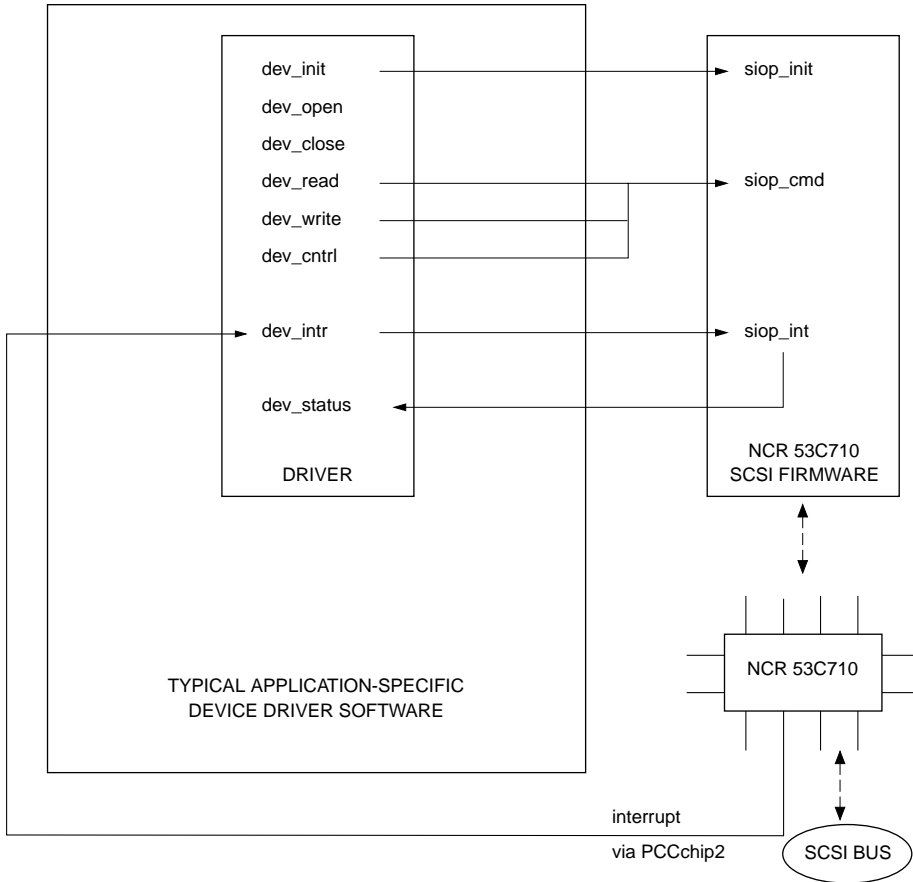 dev_init
siop_init
dev_open
dev_close
dev_read
siop_cmd
dev_write
dev_cntrl
dev_intr
siop_int
dev_status
DRIVER
NCR 53C710
SCSI FIRMWARE
NCR 53C710
TYPICAL APPLICATION-SPECIFIC
DEVICE DRIVER SOFTWARE
interrupt
via PCCchip2
SCSI BUS